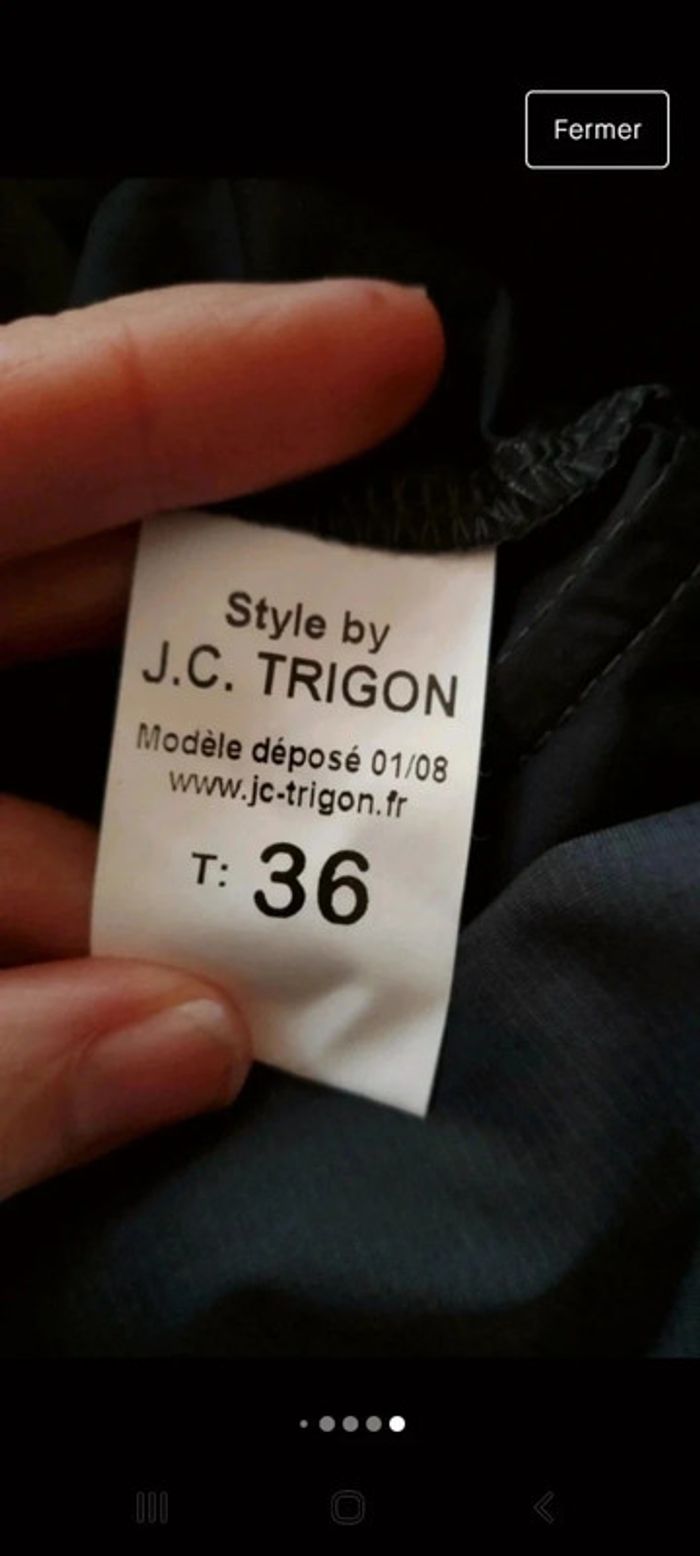 Fermer
Style by
J.C. TRIGON
Modèle déposé 01/08
www.jc-trigon.fr
T: 36